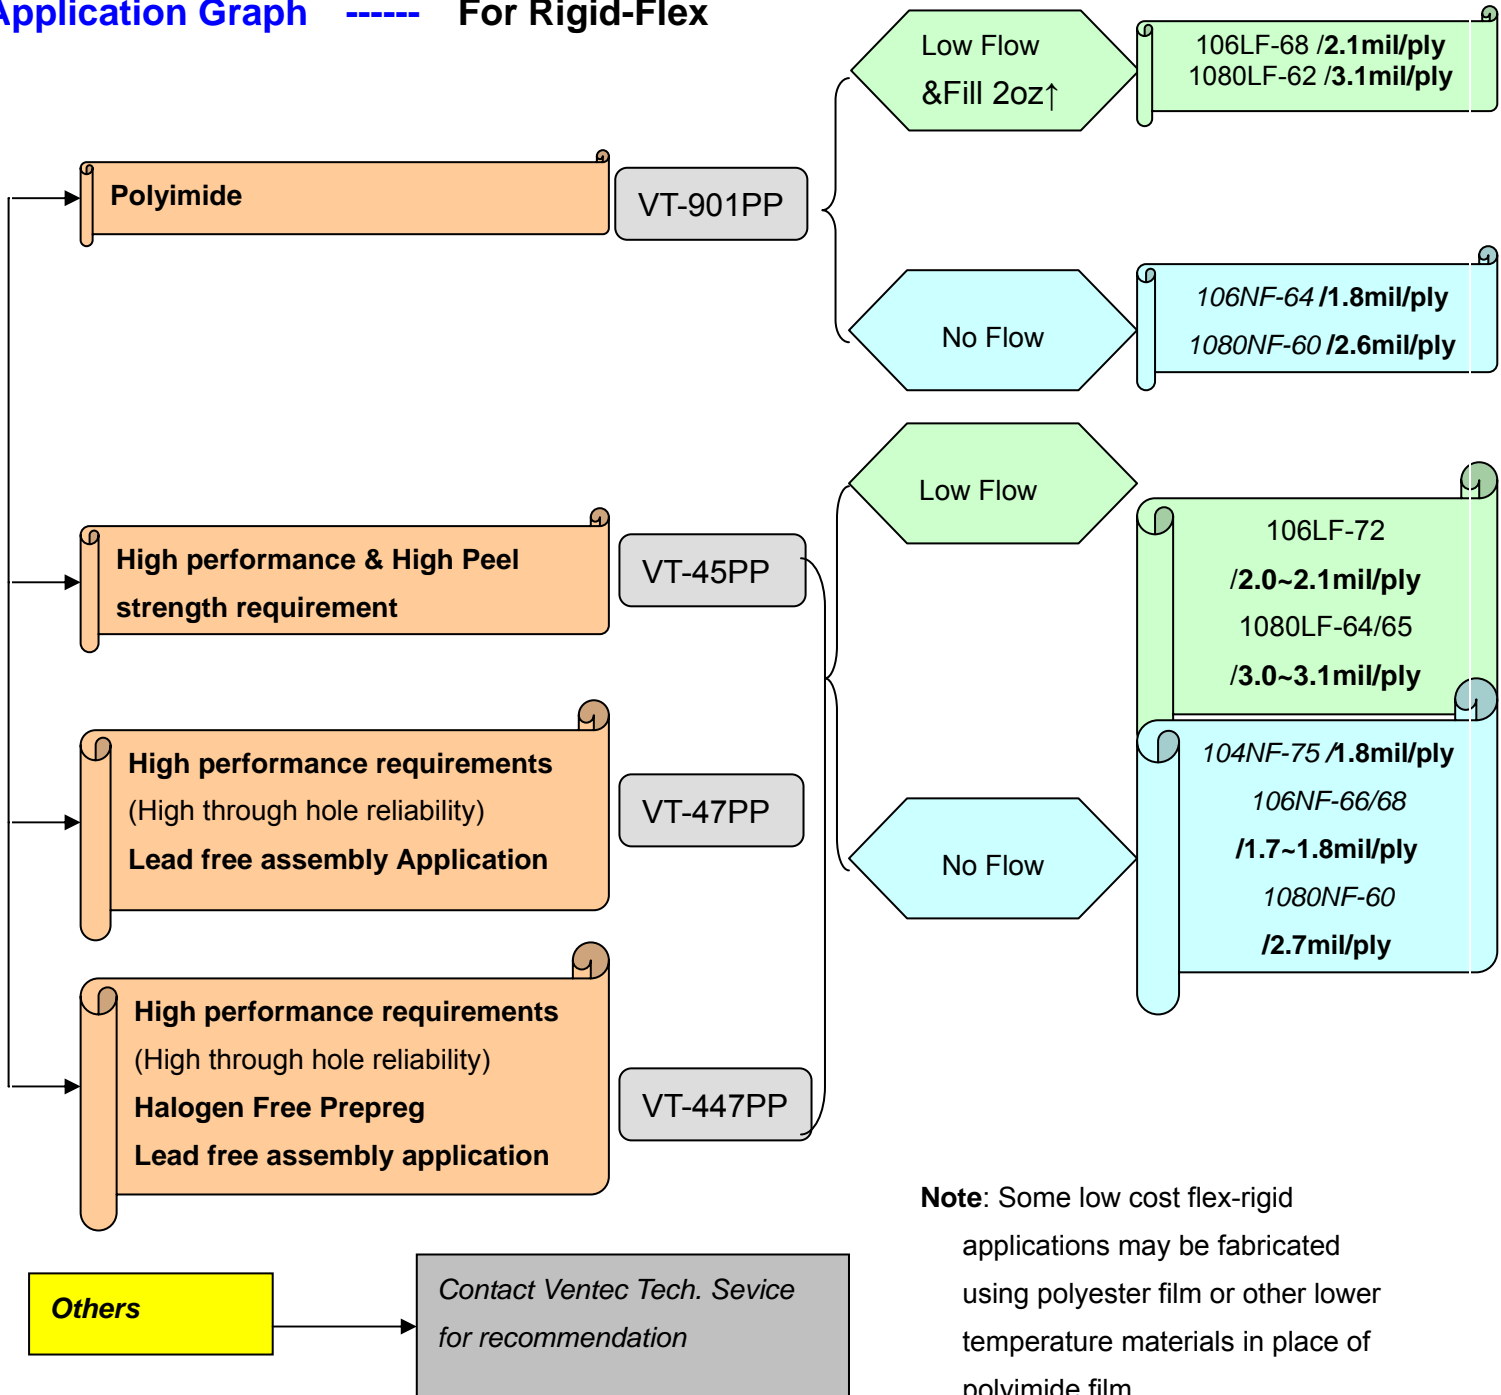 Application Graph ------ For Rigid-Flex
Low Flow
&Fill 2oz↑
106LF-68 /2.1mil/ply
1080LF-62 /3.1mil/ply
Polyimide
VT-901PP
No Flow
106NF-64 /1.8mil/ply
1080NF-60 /2.6mil/ply
High performance & High Peel
strength requirement
VT-45PP
Low Flow
106LF-72
/2.0~2.1mil/ply
1080LF-64/65
/3.0~3.1mil/ply
High performance requirements
(High through hole reliability)
Lead free assembly Application
VT-47PP
No Flow
104NF-75 /1.8mil/ply
106NF-66/68
/1.7~1.8mil/ply
1080NF-60
/2.7mil/ply
High performance requirements
(High through hole reliability)
Halogen Free Prepreg
Lead free assembly application
VT-447PP
Others
Contact Ventec Tech. Sevice
for recommendation
Note: Some low cost flex-rigid
applications may be fabricated
using polyester film or other lower
temperature materials in place of
polyimide film